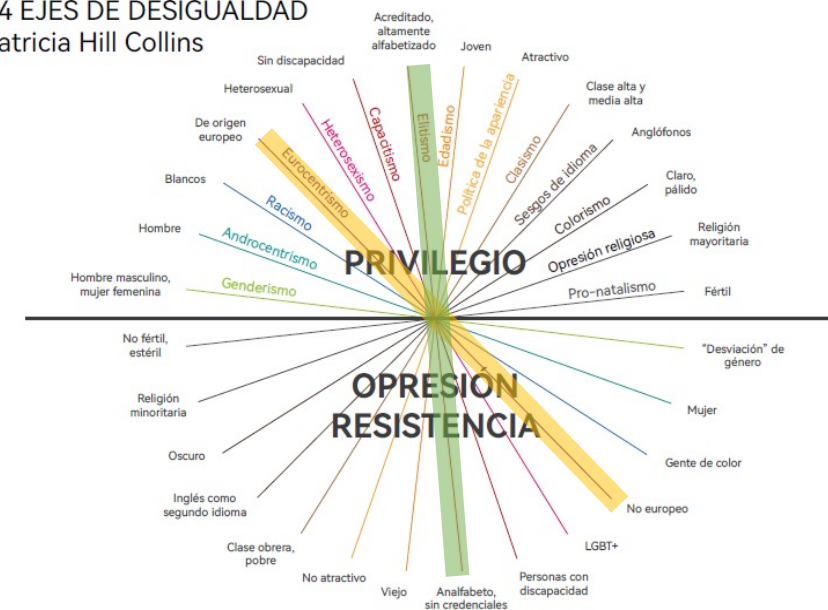 4 EJES DE DESIGUALDAD
atricia Hill Collins
Acreditado,
altamente
alfabetizado
Joven
Atractivo
Sin discapacidad
Clase alta y
media alta
Heterosexual
Anglófonos
De origen
europeo
Claro,
pálido
Blancos
Religión
mayoritaria
Hombre
Hombre masculino,
mujer femenina
Fértil
Genderismo
Androcentrismo
Racismo
Eurocentrismo
Heterosexismo
Capacitismo
Elitismo
Edadismo
Política de la apariencia
Clasismo
Sesgos de idioma
Colorismo
Opresión religiosa
Pro-natalismo
PRIVILEGIO
OPRESIÓN
RESISTENCIA
No fértil,
estéril
"Desviación" de
género
Religión
minoritaria
Mujer
Oscuro
Gente de color
Inglés como
segundo idioma
No europeo
Clase obrera,
pobre
LGBT+
No atractivo
Personas con
discapacidad
Viejo
Analfabeto,
sin credenciales